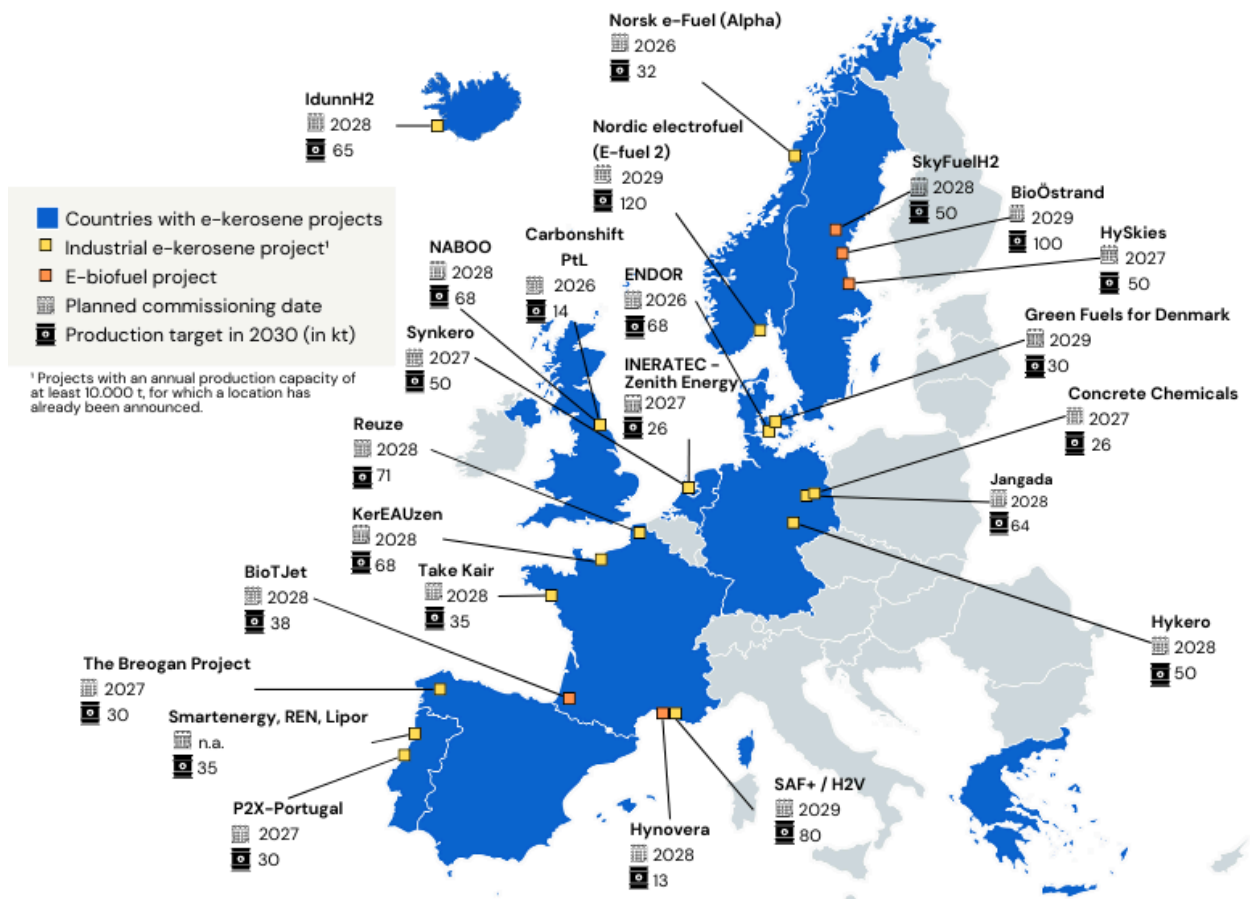 Norsk e-Fuel (Alpha)
2026
32
IdunnH2
2028
65
Nordic electrofuel
(E-fuel 2)
2029
120
SkyFuelH2
2028
50
BioÖstrand
2029
100
HySkies
2027
50
Countries with e-kerosene projects
Industrial e-kerosene project¹
E-biofuel project
Planned commissioning date
Production target in 2030 (in kt)
¹ Projects with an annual production capacity of
at least 10.000 t, for which a location has
already been announced.
NABOO
2028
68
Carbonshift
PtL
2026
14
ENDOR
2026
68
Synkero
2027
50
INERATEC -
Zenith Energy
2027
26
Green Fuels for Denmark
2029
30
Concrete Chemicals
2027
26
Reuze
2028
71
Jangada
2028
64
KerEAUzen
2028
68
Take Kair
2028
35
BioTJet
2028
38
Hykero
2028
50
The Breogan Project
2027
30
Smartenergy, REN, Lipor
n.a.
35
P2X-Portugal
2027
30
Hynovera
2028
13
SAF+ / H2V
2029
80